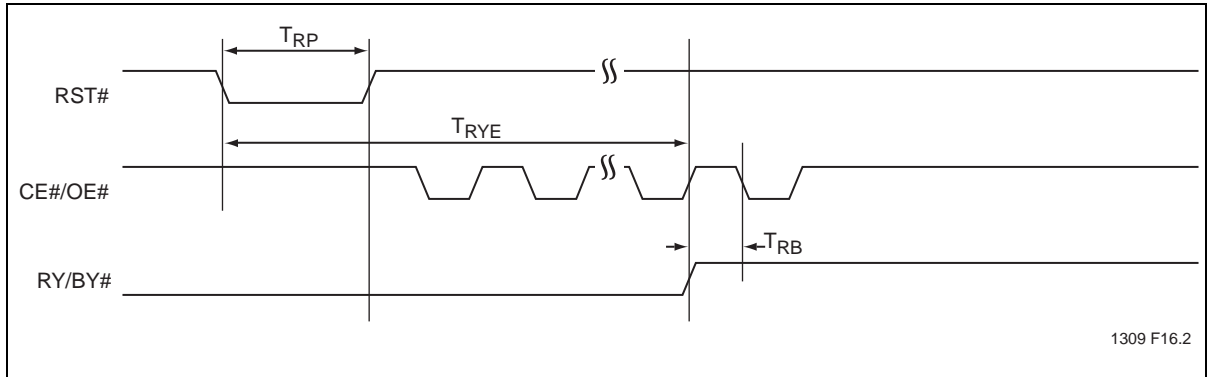 TRP
RST#
TRYE
CE#/OE#
TRB
RY/BY#
1309 F16.2